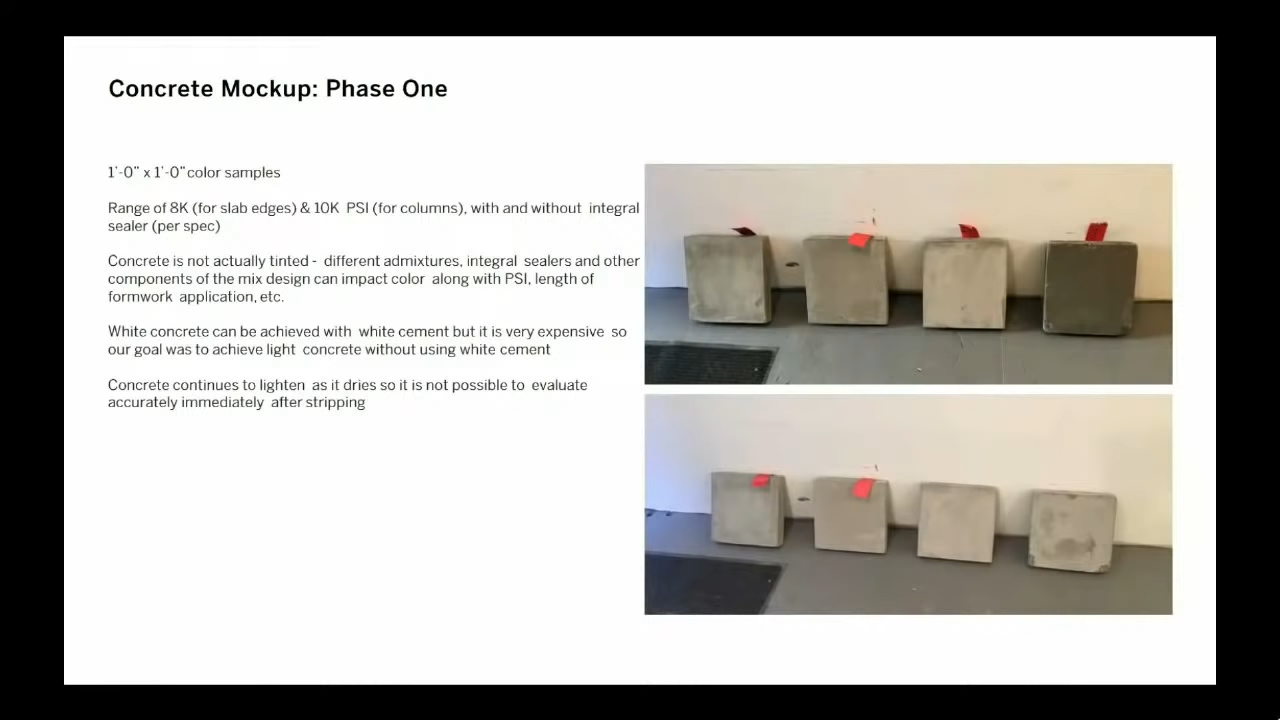 Concrete Mockup: Phase One
1'-0" x 1'-0" color samples
Range of 8K (for slab edges) & 10K PSI (for columns), with and without integral
sealer (per spec)
Concrete is not actually tinted - different admixtures, integral sealers and other
components of the mix design can impact color along with PSI, length of
formwork application, etc.
White concrete can be achieved with white cement but it is very expensive so
our goal was to achieve light concrete without using white cement
Concrete continues to lighten as it dries so it is not possible to evaluate
accurately immediately after stripping